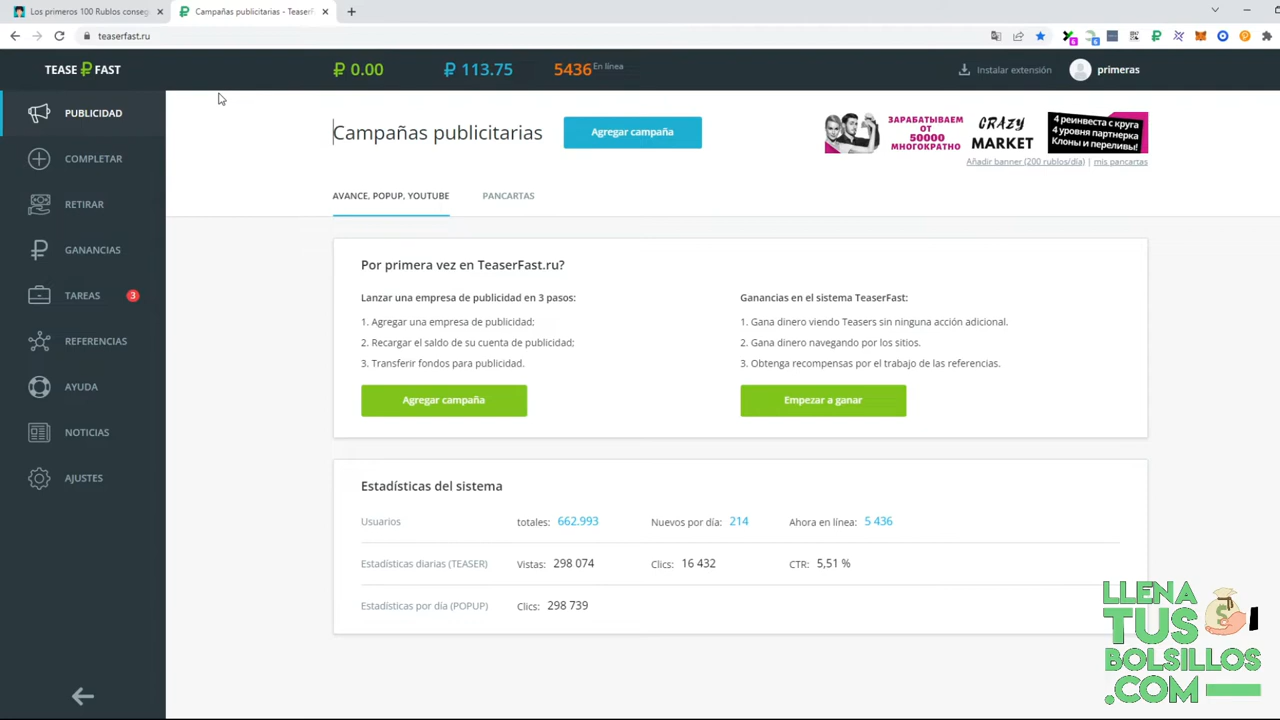 Los primeros 100 Rublos conseg
Campañas publicitarias - TeaserF
teaserfast.ru
TEASE₽FAST
₽ 0.00
₽ 113.75
5436 En línea
Instalar extensión
primeras
PUBLICIDAD
COMPLETAR
RETIRAR
GANANCIAS
TAREAS 3
REFERENCIAS
AYUDA
NOTICIAS
AJUSTES
Campañas publicitarias
Agregar campaña
ЗАРАБАТЫВАЕМ
ОТ
50000
МНОГОКРАТНО
CRAZY
MARKET
4 реинвеста с круга
4 уровня партнерка
Клоны и переливы!
Añadir banner (200 rublos/día) | mis pancartas
AVANCE, POPUP, YOUTUBE
PANCARTAS
Por primera vez en TeaserFast.ru?
Lanzar una empresa de publicidad en 3 pasos:
1. Agregar una empresa de publicidad;
2. Recargar el saldo de su cuenta de publicidad;
3. Transferir fondos para publicidad.
Agregar campaña
Ganancias en el sistema TeaserFast:
1. Gana dinero viendo Teasers sin ninguna acción adicional.
2. Gana dinero navegando por los sitios.
3. Obtenga recompensas por el trabajo de las referencias.
Empezar a ganar
Estadísticas del sistema
Usuarios totales: 662.993 Nuevos por día: 214 Ahora en línea: 5 436
Estadísticas diarias (TEASER) Vistas: 298 074 Clics: 16 432 CTR: 5,51 %
Estadísticas por día (POPUP) Clics: 298 739
LLENA
TUS
BOLSILLOS
.COM